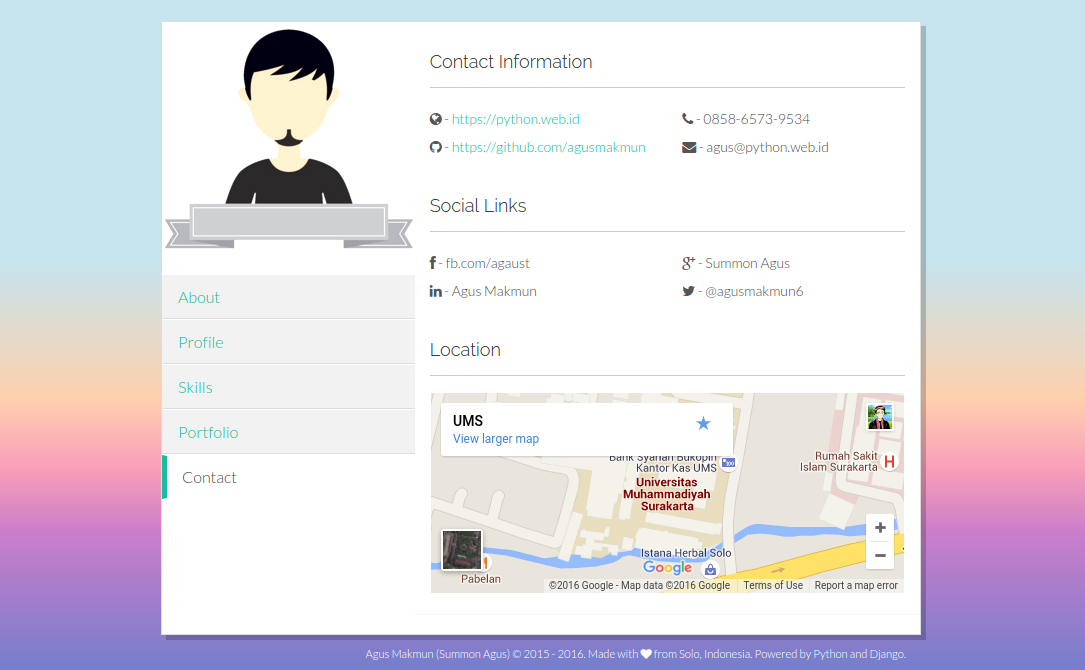 About
Profile
Skills
Portfolio
Contact
Contact Information
- https://python.web.id
- 0858-6573-9534
- https://github.com/agusmakmun
- agus@python.web.id
Social Links
- fb.com/agaust
- Summon Agus
- Agus Makmun
- @agusmakmun6
Location
UMS
View larger map
Bank Syariah Bukopin
Kantor Kas UMS
Universitas
Muhammadiyah
Surakarta
Rumah Sakit
Islam Surakarta
H
+
Istana Herbal Solo
Google
−
Pabelan
©2016 Google - Map data ©2016 Google
Terms of Use
Report a map error
Agus Makmun (Summon Agus) © 2015 - 2016. Made with from Solo, Indonesia. Powered by Python and Django.